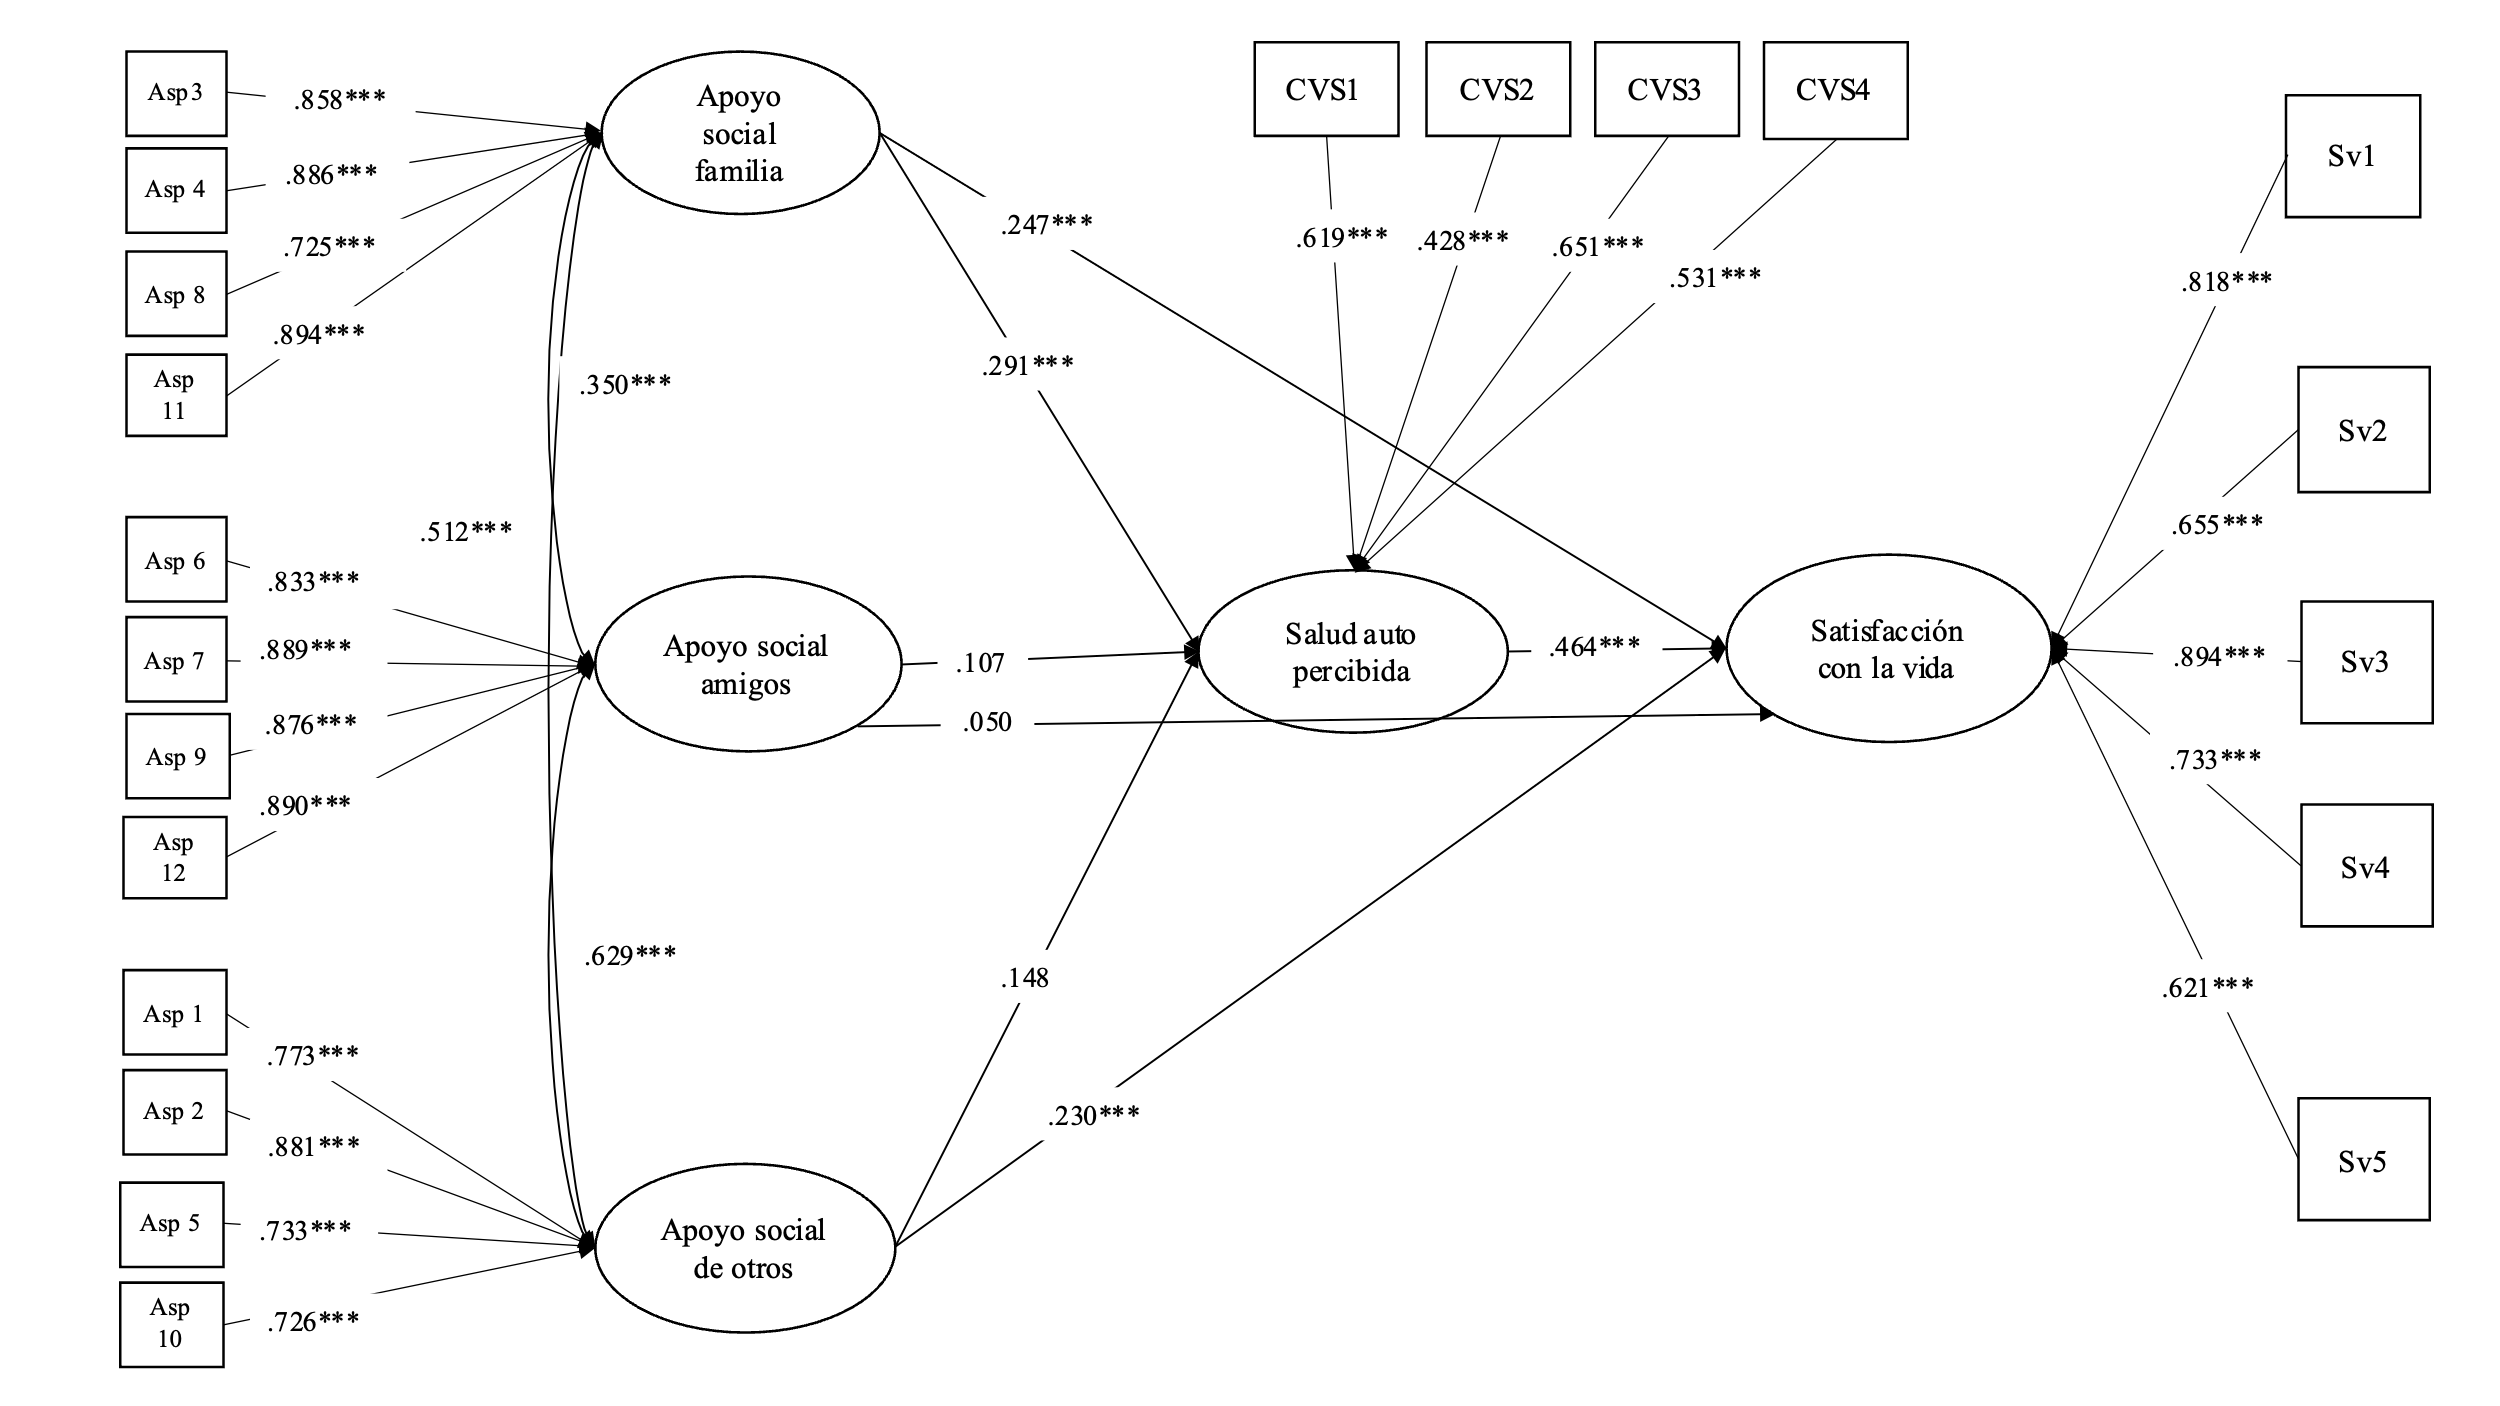 Asp3
.858***
Asp 4
.886***
Asp 8
.725***
Asp
11
.894***
Apoyo
social
familia
.247***
.291***
.350***
.512***
Asp 6
.833***
Asp 7
.889***
Asp 9
.876***
Asp
12
.890***
Apoyo social
amigos
.107
.050
.629***
Asp 1
.773***
Asp 2
.881***
Asp 5
.733***
Asp
10
.726***
Apoyo social
de otros
.148
.230***
CVS1
CVS2
CVS3
CVS4
.619***
.428***
.651***
.531***
Salud auto
percibida
.464***
Satisfacción
con la vida
Sv1
.818***
Sv2
.655***
Sv3
.894***
Sv4
.733***
Sv5
.621***